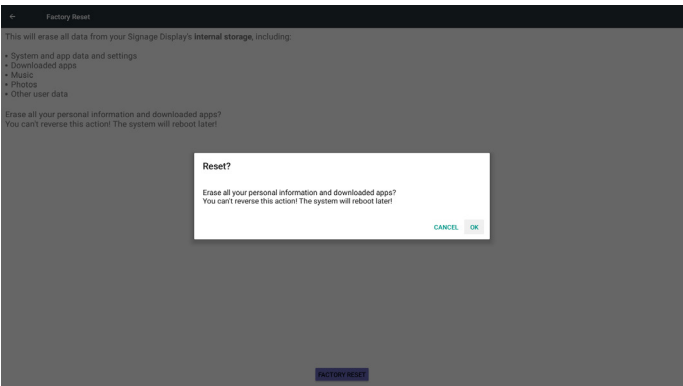 Factory Reset
This will erase all data from your Signage Display's internal storage, including:
• System and app data and settings
• Downloaded apps
• Music
• Photos
• Other user data
Erase all your personal information and downloaded apps?
You can't reverse this action! The system will reboot later!
Reset?
Erase all your personal information and downloaded apps?
You can't reverse this action! The system will reboot later!
CANCEL OK
FACTORY RESET